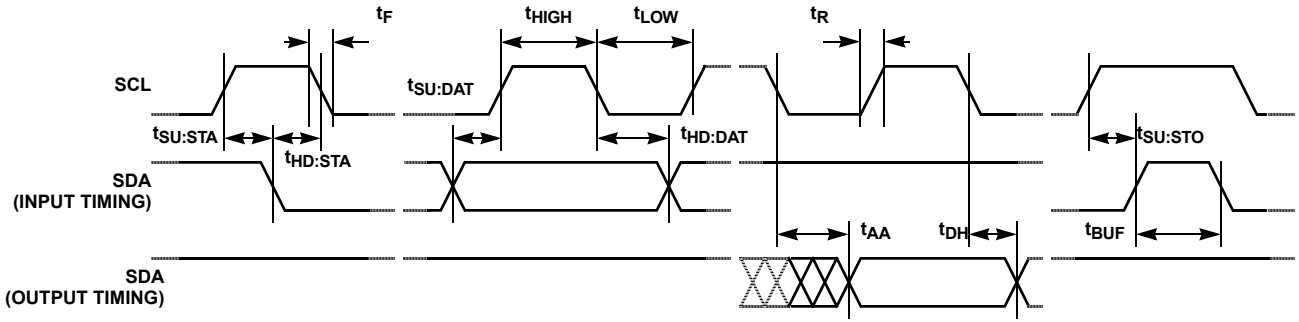 tF
tHIGH
tLOW
tR
SCL
tSU:DAT
tSU:STA
tHD:STA
tHD:DAT
tSU:STO
SDA
(INPUT TIMING)
tAA
tDH
tBUF
SDA
(OUTPUT TIMING)